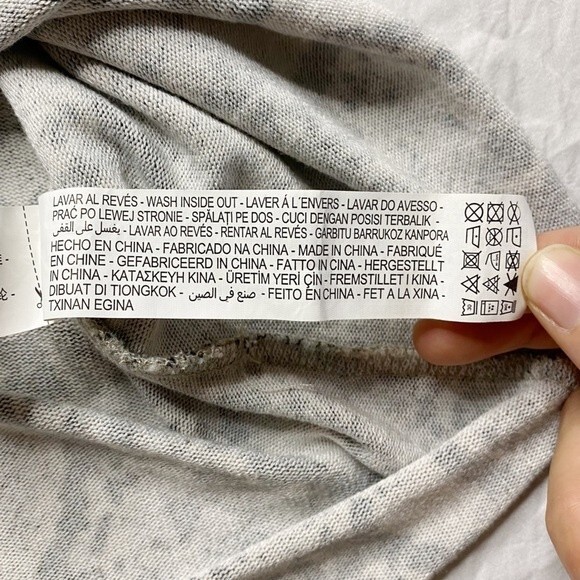 LAVAR AL REVÉS - WASH INSIDE OUT - LAVER Á L´ENVERS - LAVAR DO AVESSO -
PRAĆ PO LEWEJ STRONIE - SPĂLAȚI PE DOS - CUCI DENGAN POSISI TERBALIK -
يغسل على القفى - LAVAR AO REVÉS - RENTAR AL REVÉS - GARBITU BARRUKOZ KANPORA
HECHO EN CHINA - FABRICADO NA CHINA - MADE IN CHINA - FABRIQUÉ
EN CHINE - GEFABRICEERD IN CHINA - FATTO IN CINA - HERGESTELLT
IN CHINA - ΚΑΤΑΣΚΕΥΗ ΚΙΝΑ - ÜRETİM YERİ ÇİN - FREMSTILLET I KINA -
DIBUAT DI TIONGKOK - صنع في الصين - FEITO EN CHINA - FET A LA XINA -
TXINAN EGINA